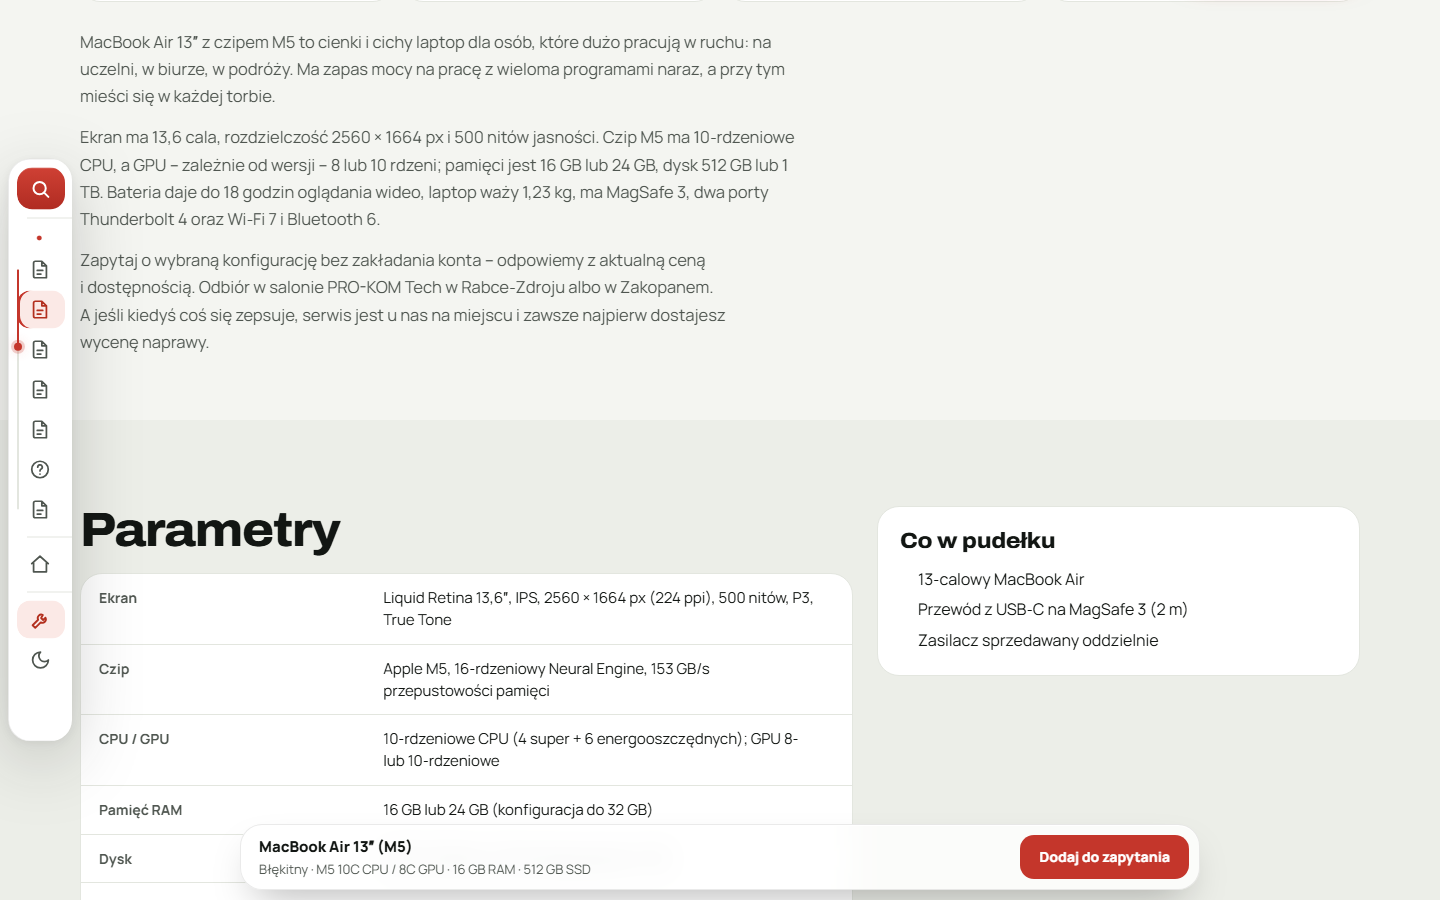 MacBook Air 13″ z czipem M5 to cienki i cichy laptop dla osób, które dużo pracują w ruchu: na
uczelni, w biurze, w podróży. Ma zapas mocy na pracę z wieloma programami naraz, a przy tym
mieści się w każdej torbie.
Ekran ma 13,6 cala, rozdzielczość 2560 × 1664 px i 500 nitów jasności. Czip M5 ma 10-rdzeniowe
CPU, a GPU – zależnie od wersji – 8 lub 10 rdzeni; pamięci jest 16 GB lub 24 GB, dysk 512 GB lub 1
TB. Bateria daje do 18 godzin oglądania wideo, laptop waży 1,23 kg, ma MagSafe 3, dwa porty
Thunderbolt 4 oraz Wi-Fi 7 i Bluetooth 6.
Zapytaj o wybraną konfigurację bez zakładania konta – odpowiemy z aktualną ceną
i dostępnością. Odbiór w salonie PRO-KOM Tech w Rabce-Zdroju albo w Zakopanem.
A jeśli kiedyś coś się zepsuje, serwis jest u nas na miejscu i zawsze najpierw dostajesz
wycenę naprawy.
Parametry
Ekran
Liquid Retina 13,6″, IPS, 2560 × 1664 px (224 ppi), 500 nitów, P3,
True Tone
Czip
Apple M5, 16-rdzeniowy Neural Engine, 153 GB/s
przepustowości pamięci
CPU / GPU
10-rdzeniowe CPU (4 super + 6 energooszczędnych); GPU 8-
lub 10-rdzeniowe
Pamięć RAM
16 GB lub 24 GB (konfiguracja do 32 GB)
Dysk
Co w pudełku
13-calowy MacBook Air
Przewód z USB-C na MagSafe 3 (2 m)
Zasilacz sprzedawany oddzielnie
MacBook Air 13″ (M5)
Błękitny · M5 10C CPU / 8C GPU · 16 GB RAM · 512 GB SSD
Dodaj do zapytania